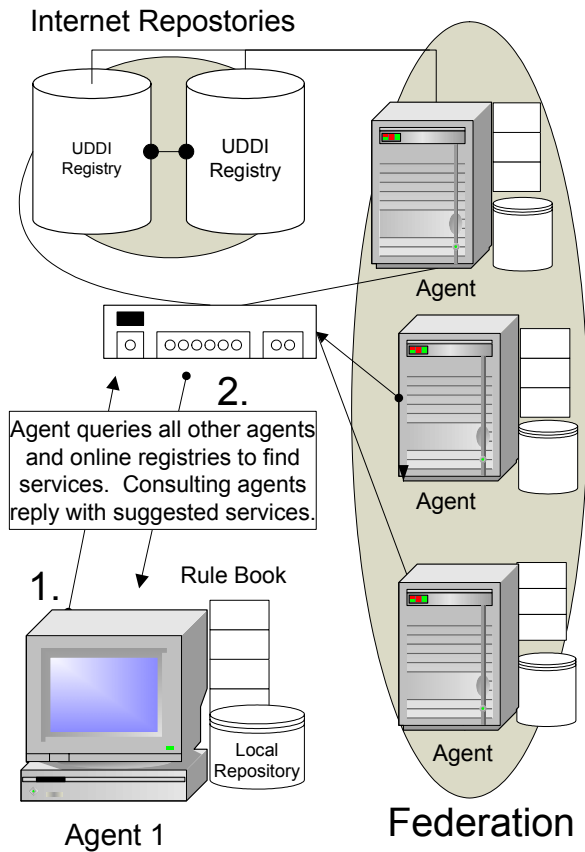 Internet Repostories
UDDI
Registry
UDDI
Registry
Agent
2.
Agent queries all other agents
and online registries to find
services. Consulting agents
reply with suggested services.
Agent
1.
Rule Book
Local
Repository
Agent
Agent 1
Federation